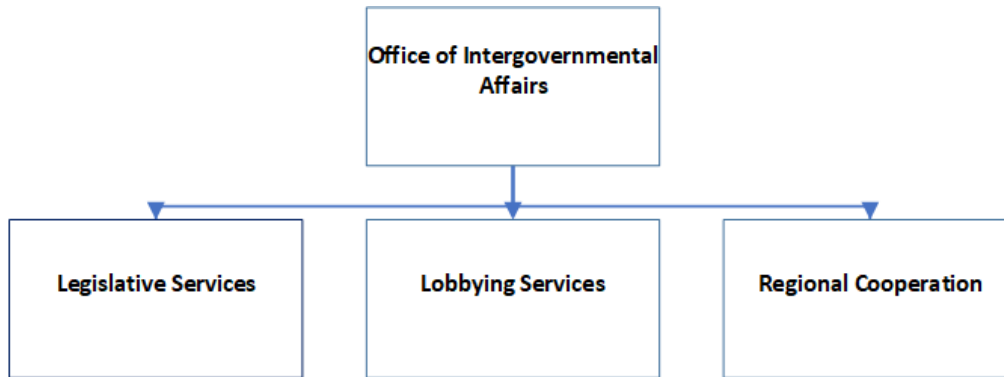 Office of Intergovernmental
Affairs
Legislative Services
Lobbying Services
Regional Cooperation